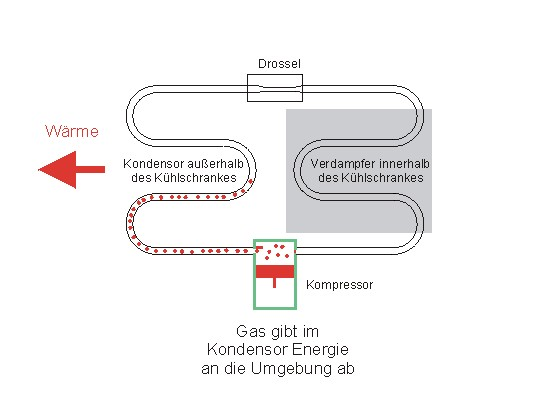 Drossel
Wärme
Kondensor außerhalb
des Kühlschrankes
Verdampfer innerhalb
des Kühlschrankes
Kompressor
Gas gibt im
Kondensor Energie
an die Umgebung ab